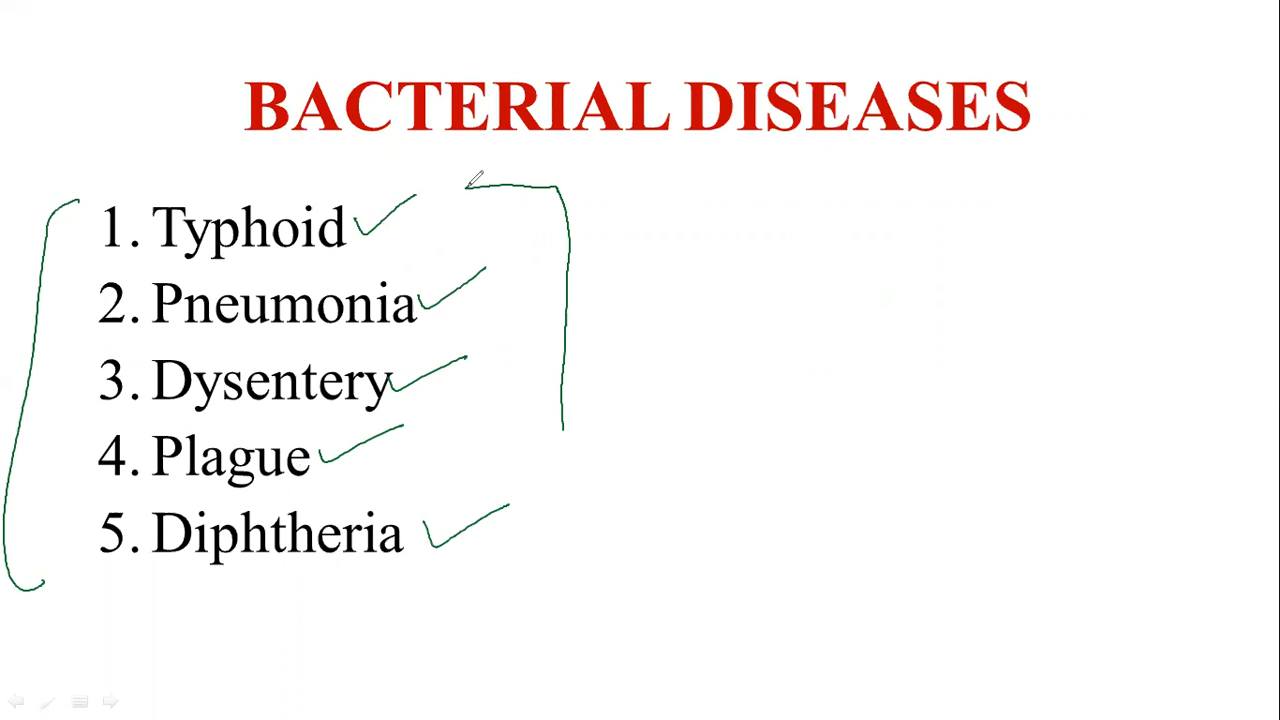 BACTERIAL DISEASES
1. Typhoid
2. Pneumonia
3. Dysentery
4. Plague
5. Diphtheria